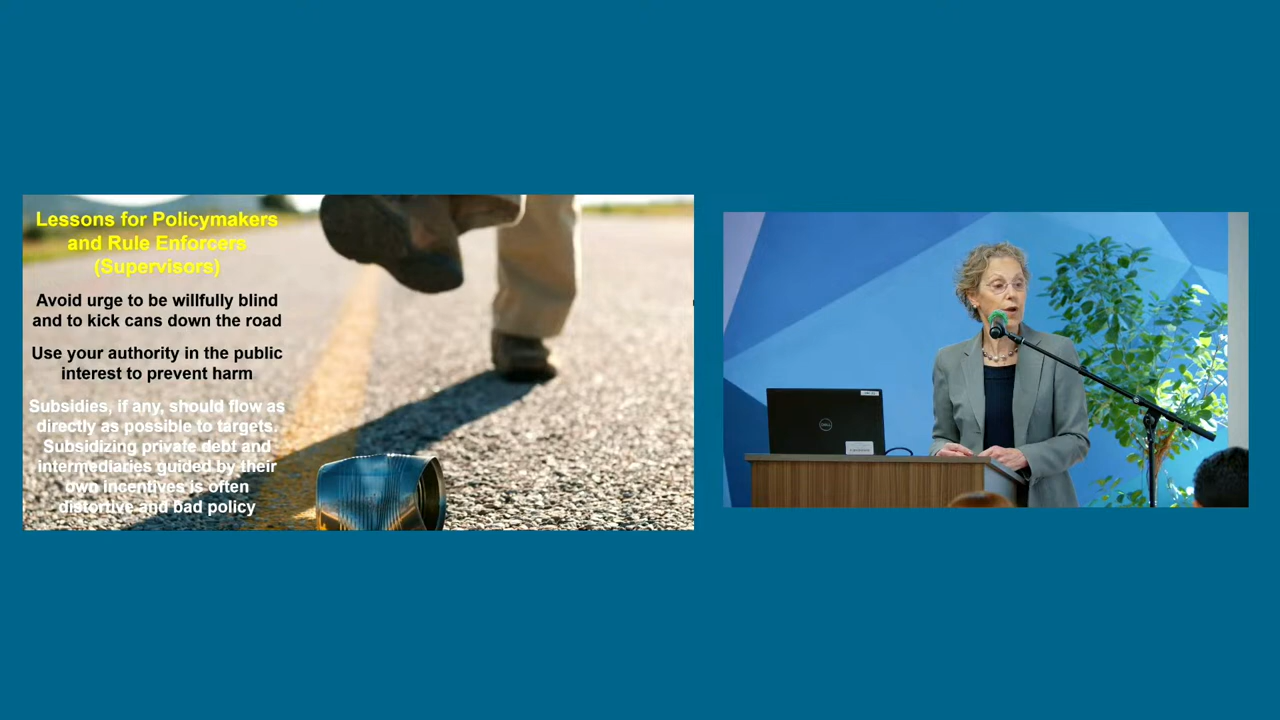 Lessons for Policymakers
and Rule Enforcers
(Supervisors)
Avoid urge to be willfully blind
and to kick cans down the road
Use your authority in the public
interest to prevent harm
Subsidies, if any, should flow as
directly as possible to targets.
Subsidizing private debt and
intermediaries guided by their
own incentives is often
distortive and bad policy
DELL